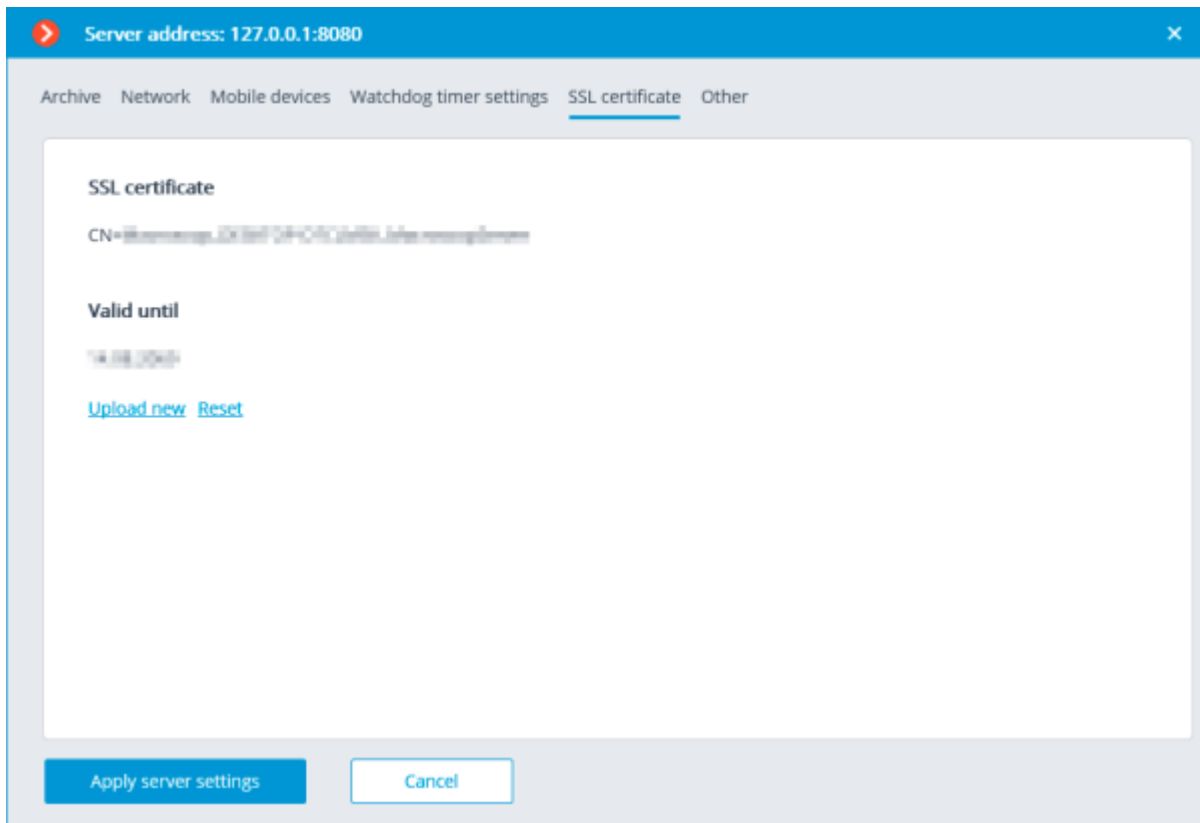 Server address: 127.0.0.1:8080
Archive Network Mobile devices Watchdog timer settings SSL certificate Other
SSL certificate
CN=
Valid until
Upload new Reset
Apply server settings Cancel